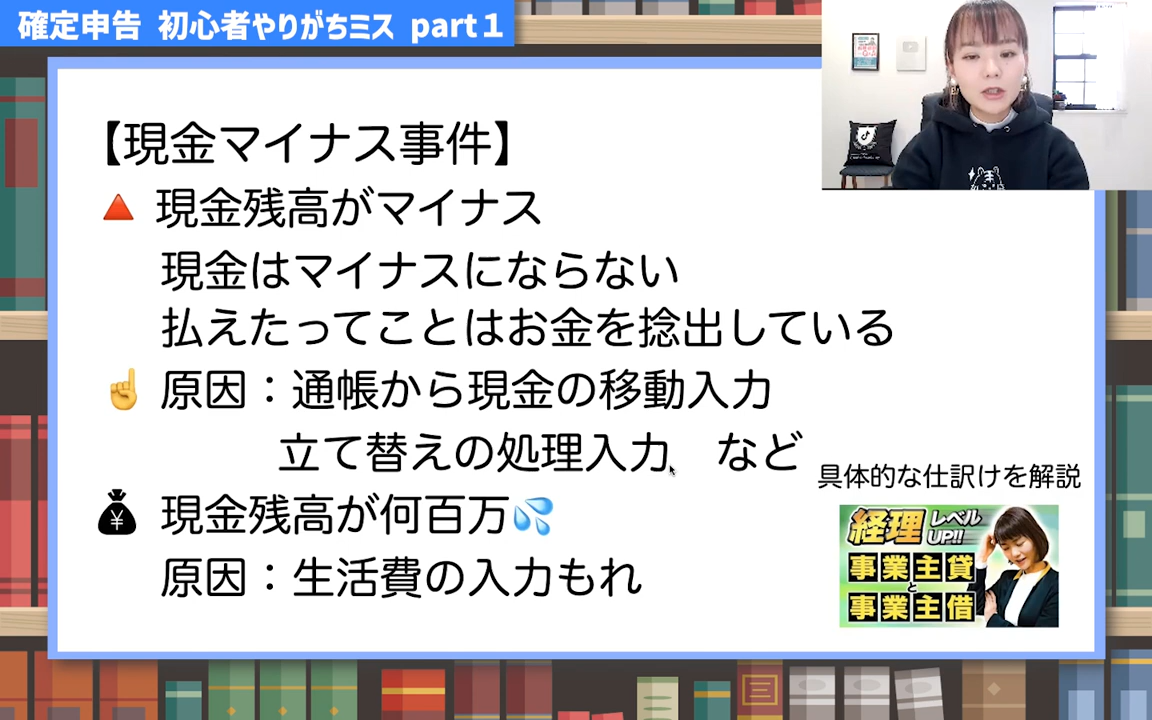 確定申告 初心者やりがちミス part１
【現金マイナス事件】
🔺 現金残高がマイナス
現金はマイナスにならない
払えたってことはお金を捻出している
☝ 原因：通帳から現金の移動入力
立て替えの処理入力　など
具体的な仕訳けを解説
💰 現金残高が何百万💦
原因：生活費の入力もれ
経理レベルUP!!
事業主貸
と
事業主借